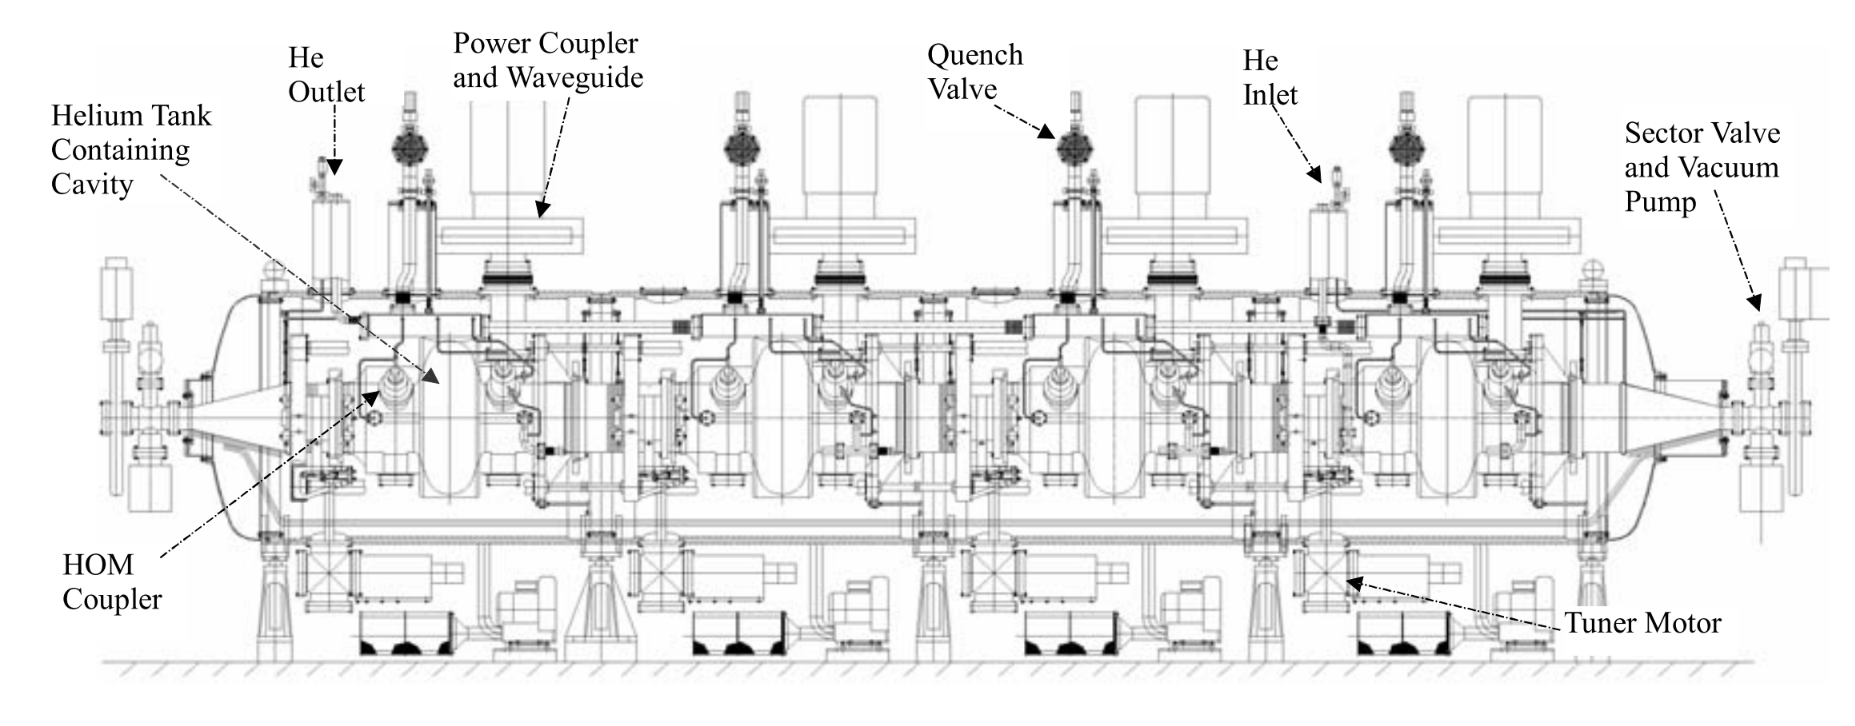 He
Outlet
Power Coupler
and Waveguide
Quench
Valve
He
Inlet
Helium Tank
Containing
Cavity
Sector Valve
and Vacuum
Pump
HOM
Coupler
Tuner Motor